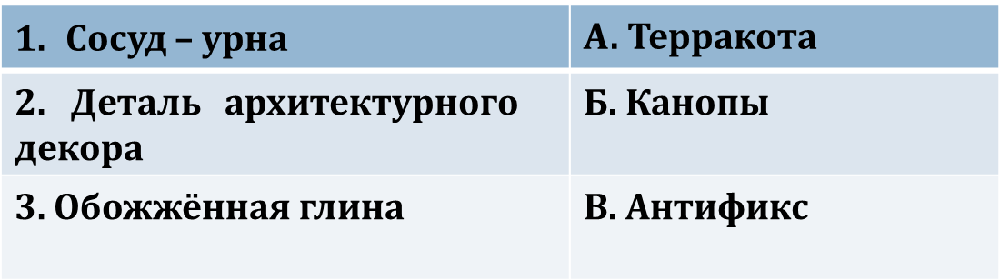 1. Сосуд – урна
А. Терракота
2. Деталь архитектурного
декора
Б. Канопы
3. Обожжённая глина
В. Антификс